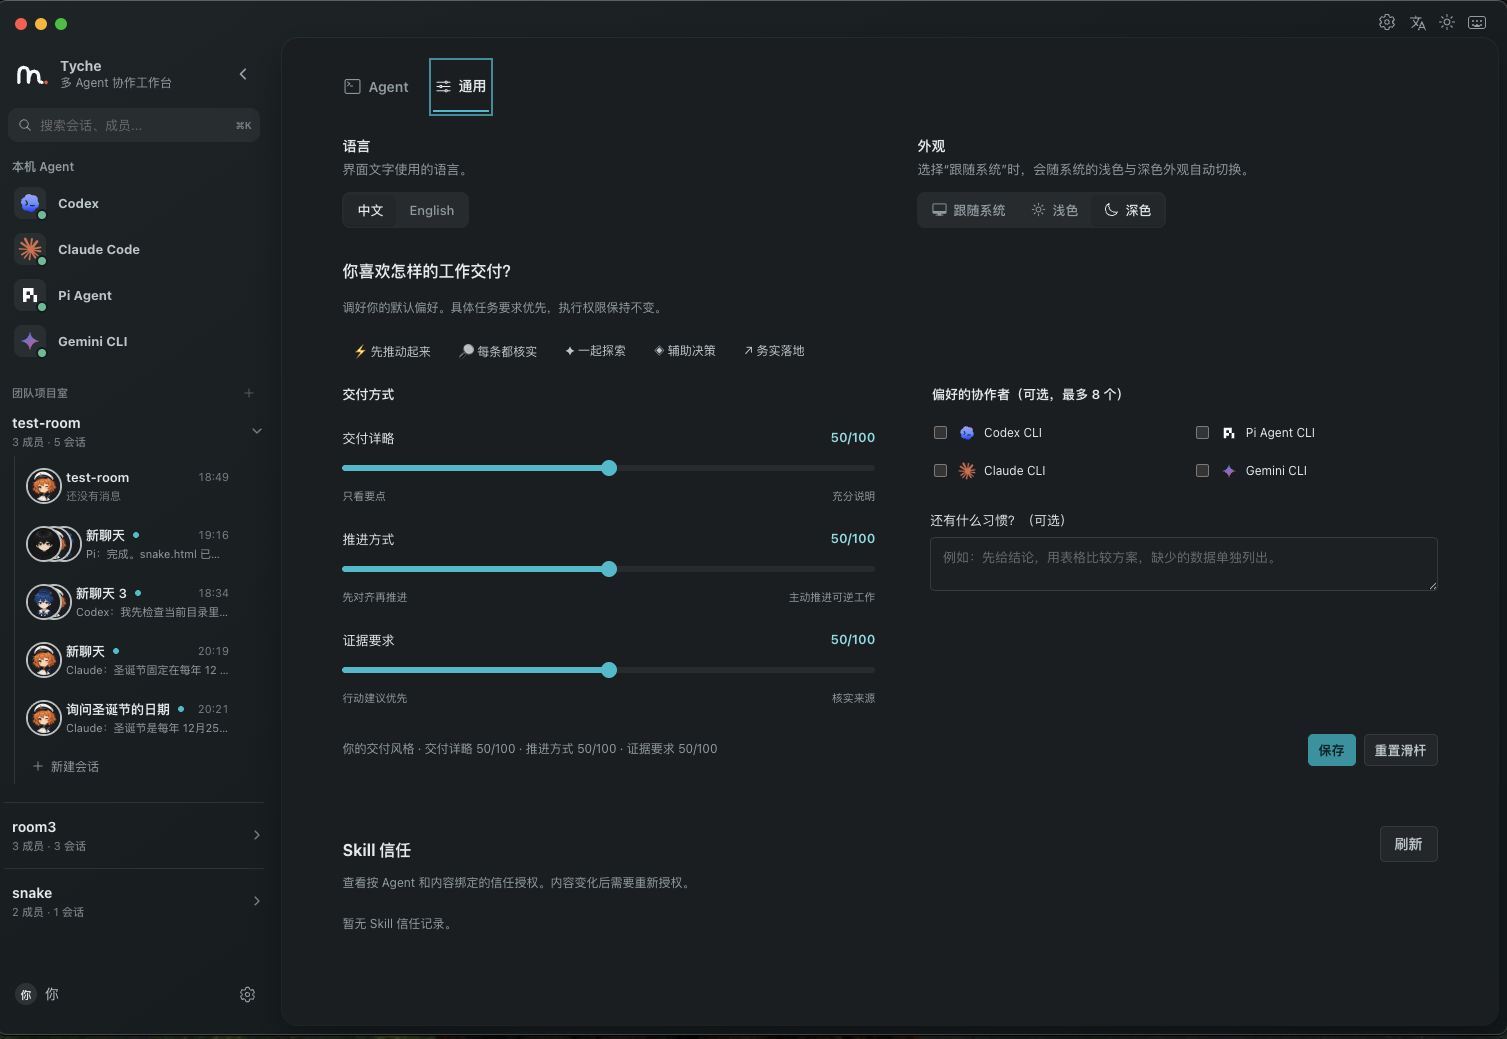 Tyche
多 Agent 协作工作台
搜索会话、成员... ⌘K
本机 Agent
Codex
Claude Code
Pi Agent
Gemini CLI
团队项目室
test-room
3 成员 · 5 会话
test-room 18:49
还没有消息
新聊天 19:16
Pi：完成。snake.html 已...
新聊天 3 18:34
Codex：我先检查当前目录里...
新聊天 20:19
Claude：圣诞节固定在每年 12 ...
询问圣诞节的日期 20:21
Claude：圣诞节是每年 12月25...
新建会话
room3
3 成员 · 3 会话
snake
2 成员 · 1 会话
你 你
Agent 通用
语言
界面文字使用的语言。
中文 English
外观
选择“跟随系统”时，会随系统的浅色与深色外观自动切换。
跟随系统 浅色 深色
你喜欢怎样的工作交付？
调好你的默认偏好。具体任务要求优先，执行权限保持不变。
⚡ 先推动起来 🔎 每条都核实 ✦ 一起探索 ◈ 辅助决策 ↗ 务实落地
交付方式
交付详略 50/100
只看要点 充分说明
推进方式 50/100
先对齐再推进 主动推进可逆工作
证据要求 50/100
行动建议优先 核实来源
偏好的协作者（可选，最多 8 个）
Codex CLI Pi Agent CLI
Claude CLI Gemini CLI
还有什么习惯？（可选）
例如：先给结论，用表格比较方案，缺少的数据单独列出。
你的交付风格 · 交付详略 50/100 · 推进方式 50/100 · 证据要求 50/100
保存 重置滑杆
Skill 信任 刷新
查看按 Agent 和内容绑定的信任授权。内容变化后需要重新授权。
暂无 Skill 信任记录。